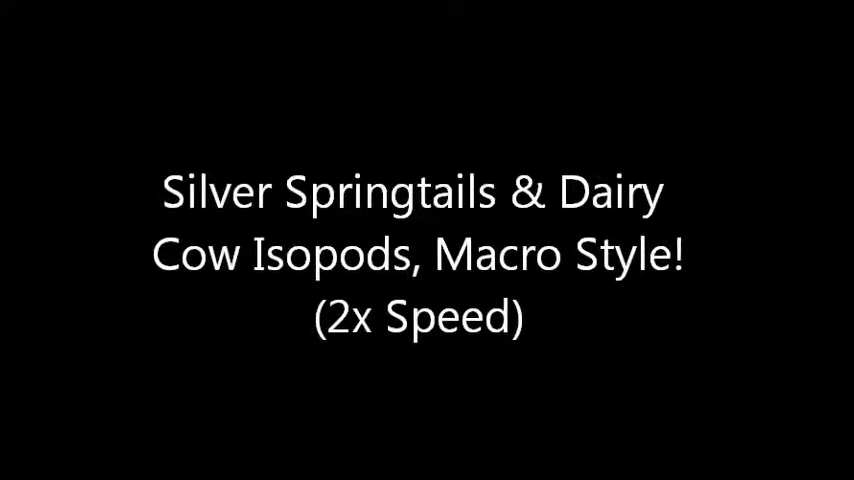 Silver Springtails & Dairy
Cow Isopods, Macro Style!
(2x Speed)